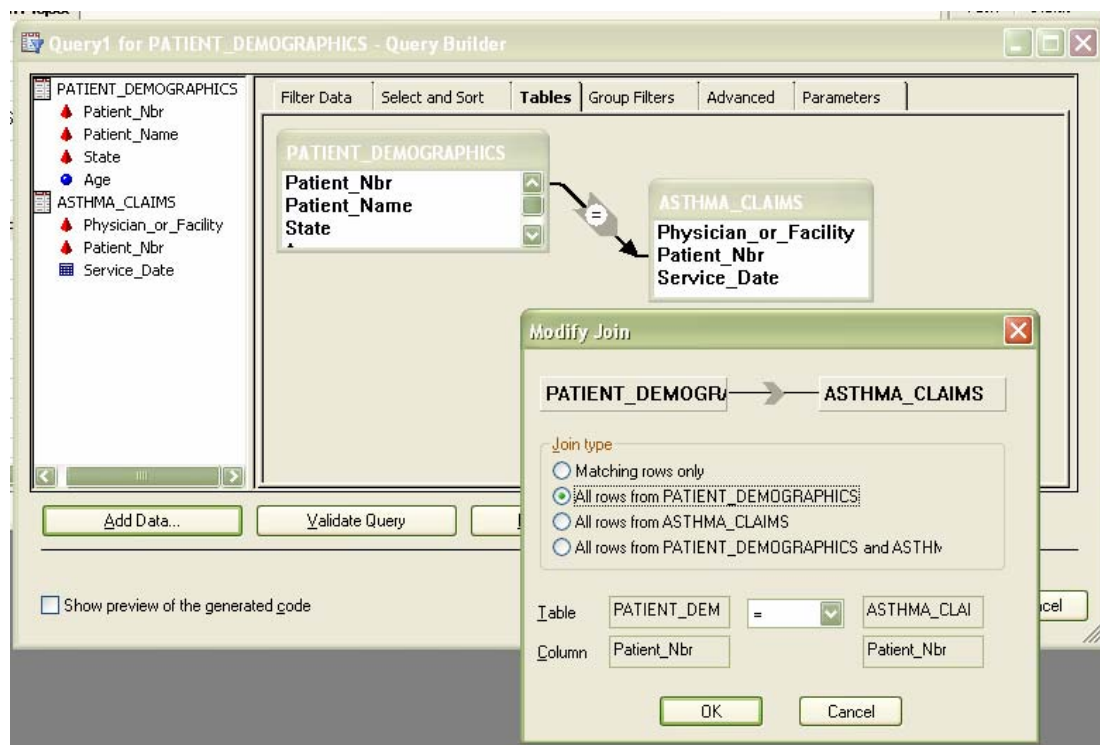 Query1 for PATIENT_DEMOGRAPHICS - Query Builder
PATIENT_DEMOGRAPHICS
Patient_Nbr
Patient_Name
State
Age
ASTHMA_CLAIMS
Physician_or_Facility
Patient_Nbr
Service_Date
Filter Data Select and Sort Tables Group Filters Advanced Parameters
PATIENT_DEMOGRAPHICS
Patient_Nbr
Patient_Name
State
=
ASTHMA_CLAIMS
Physician_or_Facility
Patient_Nbr
Service_Date
Add Data... Validate Query
Show preview of the generated code
ncel
Modify Join
PATIENT_DEMOGRA ASTHMA_CLAIMS
Join type
Matching rows only
All rows from PATIENT_DEMOGRAPHICS
All rows from ASTHMA_CLAIMS
All rows from PATIENT_DEMOGRAPHICS and ASTHM
Table PATIENT_DEM = ASTHMA_CLAI
Column Patient_Nbr Patient_Nbr
OK Cancel